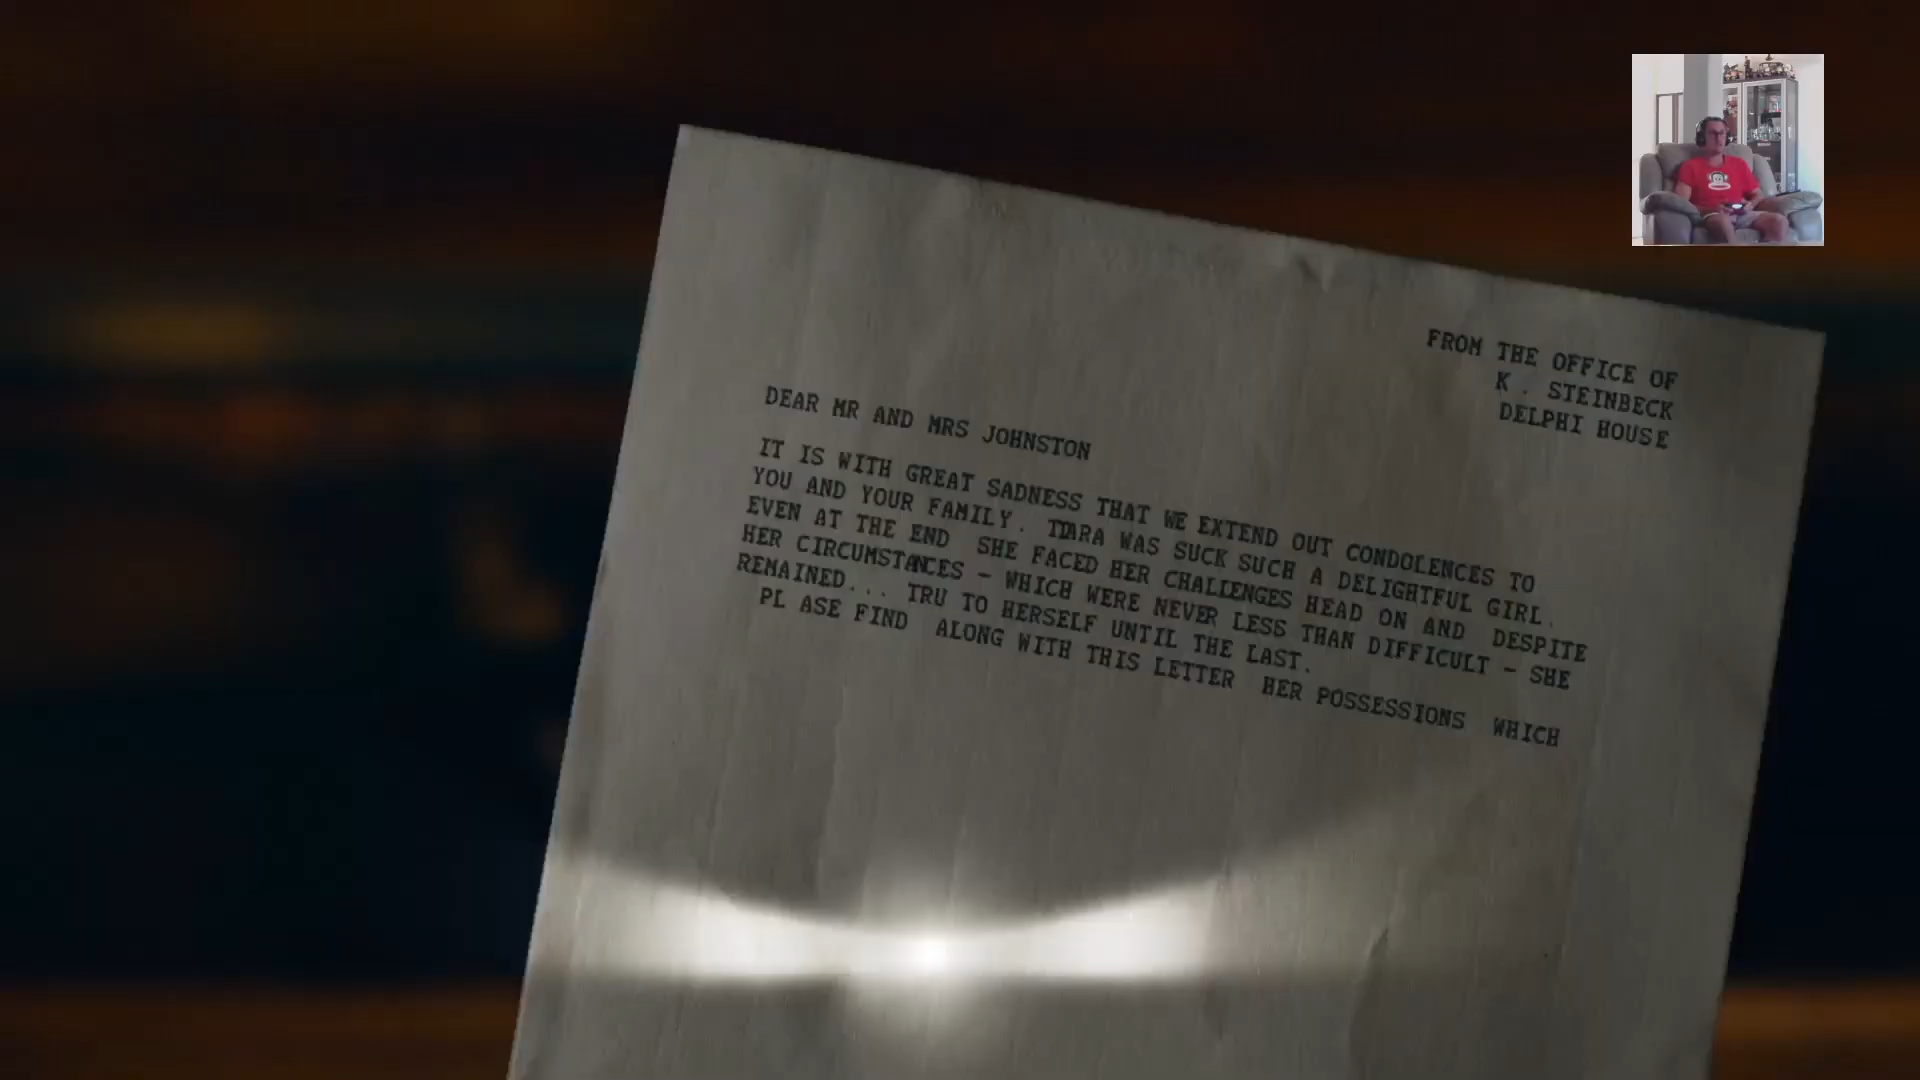 FROM THE OFFICE OF
K . STEINBECK
DELPHI HOUSE
DEAR MR AND MRS JOHNSTON
IT IS WITH GREAT SADNESS THAT WE EXTEND OUT CONDOLENCES TO
YOU AND YOUR FAMILY. TIARA WAS SUCK SUCH A DELIGHTFUL GIRL.
EVEN AT THE END SHE FACED HER CHALLENGES HEAD ON AND DESPITE
HER CIRCUMSTANCES - WHICH WERE NEVER LESS THAN DIFFICULT - SHE
REMAINED... TRU TO HERSELF UNTIL THE LAST.
PL ASE FIND ALONG WITH THIS LETTER HER POSSESSIONS WHICH